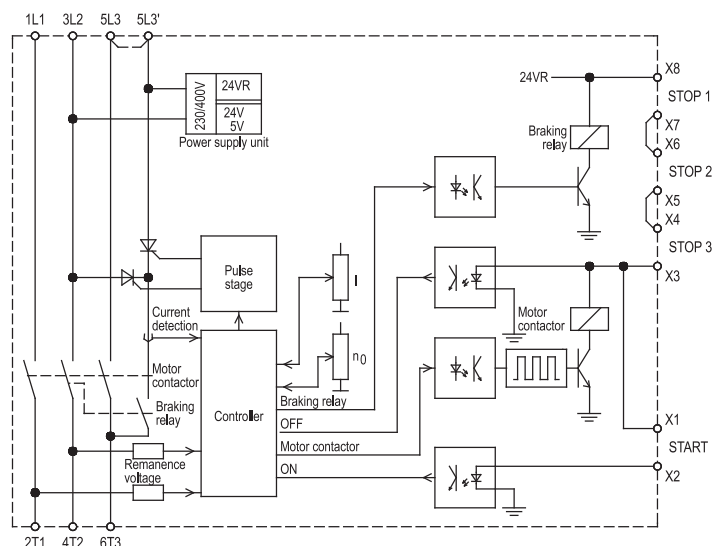 1L1 3L2 5L3 5L3'
24VR
X8
STOP 1
230/400V
24VR
24V
5V
Power supply unit
Braking
relay
X7
X6
STOP 2
X5
X4
STOP 3
X3
Pulse
stage
I
Current
detection
Motor
contactor
n0
Motor
contactor
Braking
relay
Controller
Braking relay
OFF
Motor contactor
ON
X1
START
X2
Remanence
voltage
2T1 4T2 6T3